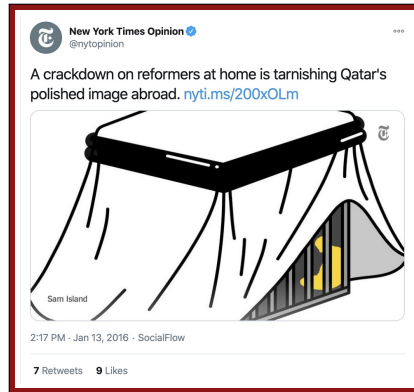 New York Times Opinion
@nytopinion
A crackdown on reformers at home is tarnishing Qatar's
polished image abroad. nyti.ms/200xOLm
Sam Island
2:17 PM · Jan 13, 2016 · SocialFlow
7 Retweets 9 Likes